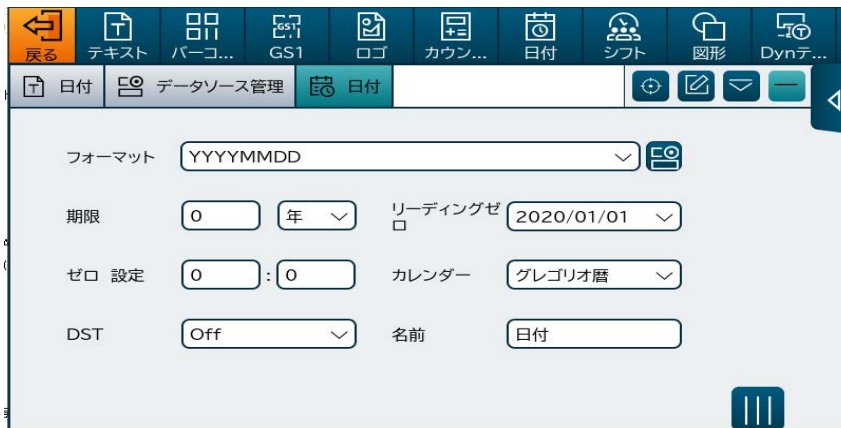 戻る
テキスト
バーコ...
GS1
GS1
ロゴ
カウン...
日付
シフト
図形
Dynテ...
日付
データソース管理
日付
フォーマット
YYYYMMDD
期限
0
年
リーディングゼ
ロ
2020/01/01
ゼロ 設定
0
:
0
カレンダー
グレゴリオ暦
DST
Off
名前
日付